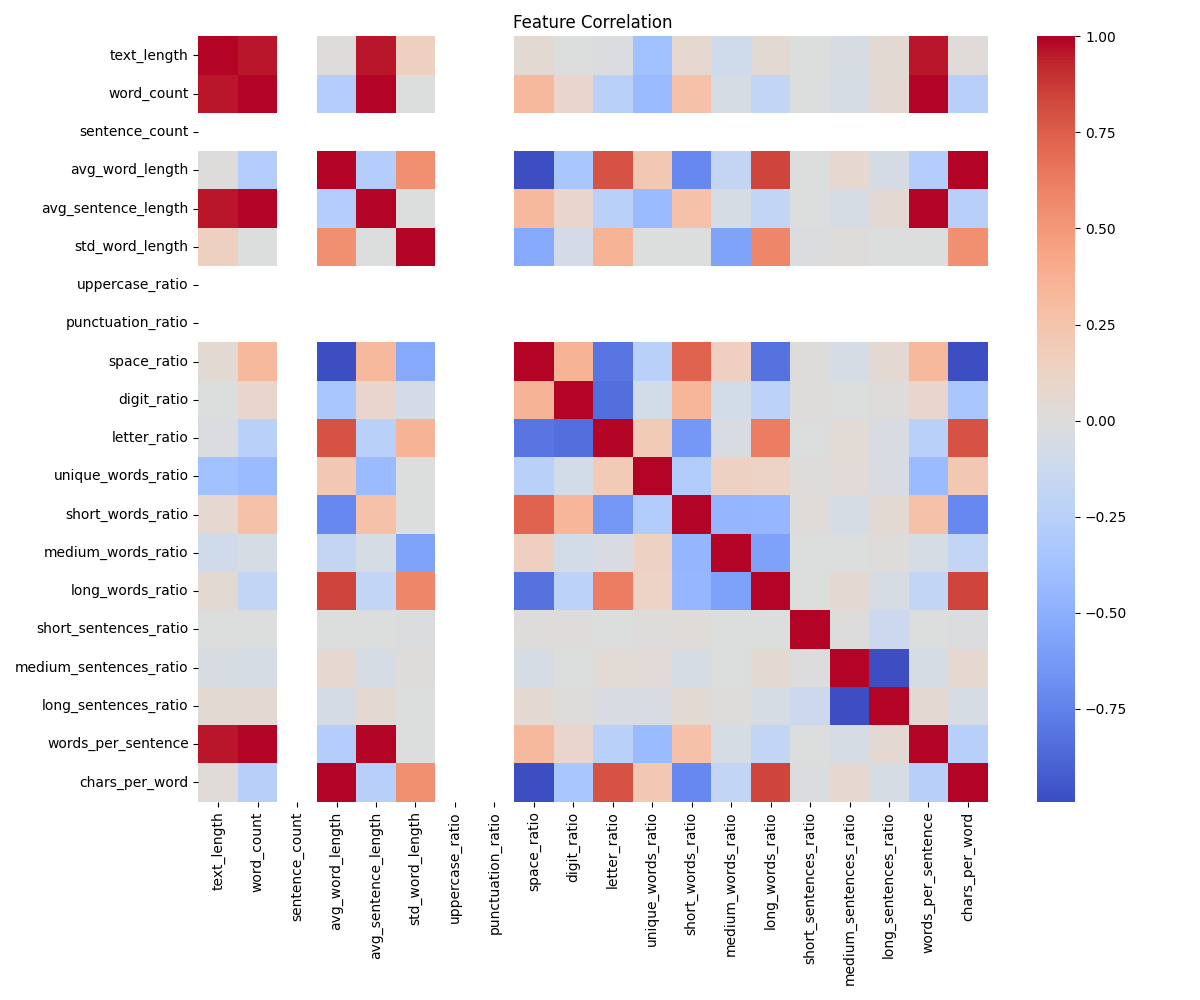 Feature Correlation
text_length
word_count
sentence_count
avg_word_length
avg_sentence_length
std_word_length
uppercase_ratio
punctuation_ratio
space_ratio
digit_ratio
letter_ratio
unique_words_ratio
short_words_ratio
medium_words_ratio
long_words_ratio
short_sentences_ratio
medium_sentences_ratio
long_sentences_ratio
words_per_sentence
chars_per_word
text_length
word_count
sentence_count
avg_word_length
avg_sentence_length
std_word_length
uppercase_ratio
punctuation_ratio
space_ratio
digit_ratio
letter_ratio
unique_words_ratio
short_words_ratio
medium_words_ratio
long_words_ratio
short_sentences_ratio
medium_sentences_ratio
long_sentences_ratio
words_per_sentence
chars_per_word
1.00
0.75
0.50
0.25
0.00
−0.25
−0.50
−0.75